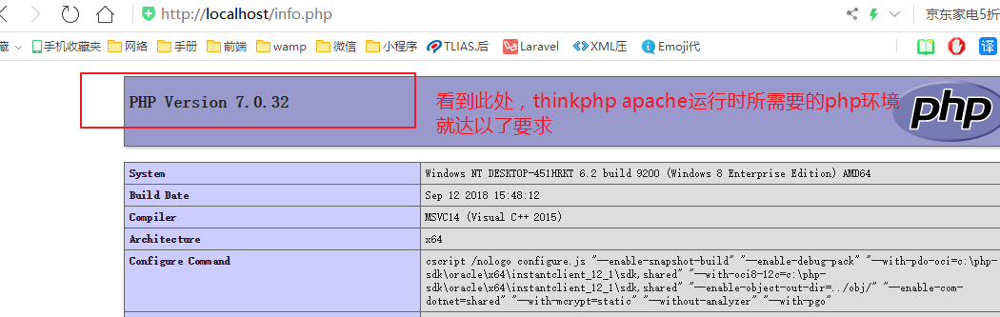 http://localhost/info.php
京东家电5折
藏 手机收藏夹 网络 手册 前端 wamp 微信 小程序 TLIAS.后 Laravel XML压 Emoji代 译
PHP Version 7.0.32
看到此处，thinkphp apache运行时所需要的php环境
就达以了要求
php
System Windows NT DESKTOP-451HRKT 6.2 build 9200 (Windows 8 Enterprise Edition) AMD64
Build Date Sep 12 2018 15:48:12
Compiler MSVC14 (Visual C++ 2015)
Architecture x64
Configure Command cscript /nologo configure.js "--enable-snapshot-build" "--enable-debug-pack" "--with-pdo-oci=c:\php-
sdk\oracle\x64\instantclient_12_1\sdk,shared" "--with-oci8-12c=c:\php-
sdk\oracle\x64\instantclient_12_1\sdk,shared" "--enable-object-out-dir=../obj/" "--enable-com-
dotnet=shared" "--with-mcrypt=static" "--without-analyzer" "--with-pgo"